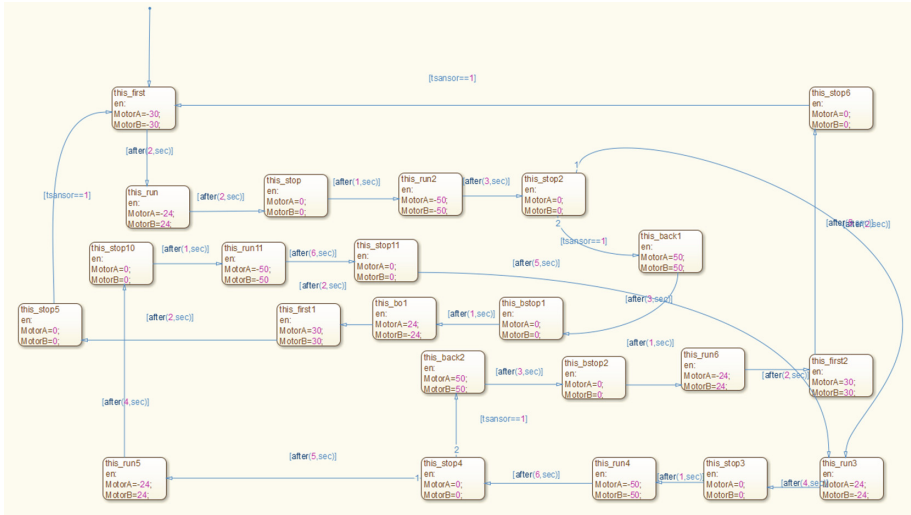 [tsansor==1]
this_first
en:
MotorA=-30;
MotorB=-30;
this_stop6
en:
MotorA=0;
MotorB=0;
[after(2,sec)]
this_run
en:
MotorA=-24;
MotorB=24;
[after(2,sec)]
this_stop
en:
MotorA=0;
MotorB=0;
[after(1,sec)]
this_run2
en:
MotorA=-50;
MotorB=-50;
[after(3,sec)]
this_stop2
en:
MotorA=0;
MotorB=0;
1
2
[tsansor==1]
[tsansor==1]
this_back1
en:
MotorA=50;
MotorB=50;
this_stop10
en:
MotorA=0;
MotorB=0;
[after(1,sec)]
this_run11
en:
MotorA=-50;
MotorB=-50
[after(6,sec)]
this_stop11
en:
MotorA=0;
MotorB=0;
[after(5,sec)]
[after(2,sec)]
[after(3,sec)]
this_stop5
en:
MotorA=0;
MotorB=0;
[after(2,sec)]
this_first1
en:
MotorA=30;
MotorB=30;
this_bo1
en:
MotorA=24;
MotorB=-24;
[after(1,sec)]
this_bstop1
en:
MotorA=0;
MotorB=0;
this_back2
en:
MotorA=50;
MotorB=50;
[after(3,sec)]
this_bstop2
en:
MotorA=0;
MotorB=0;
[after(1,sec)]
this_run6
en:
MotorA=-24;
MotorB=24;
[after(2,sec)]
this_first2
en:
MotorA=30;
MotorB=30;
[after(4,sec)]
[tsansor==1]
2
this_run5
en:
MotorA=-24;
MotorB=24;
[after(5,sec)]
1
this_stop4
en:
MotorA=0;
MotorB=0;
[after(6,sec)]
this_run4
en:
MotorA=-50;
MotorB=-50;
[after(1,sec)]
this_stop3
en:
MotorA=0;
MotorB=0;
[after(4,sec)]
this_run3
en:
MotorA=24;
MotorB=-24;